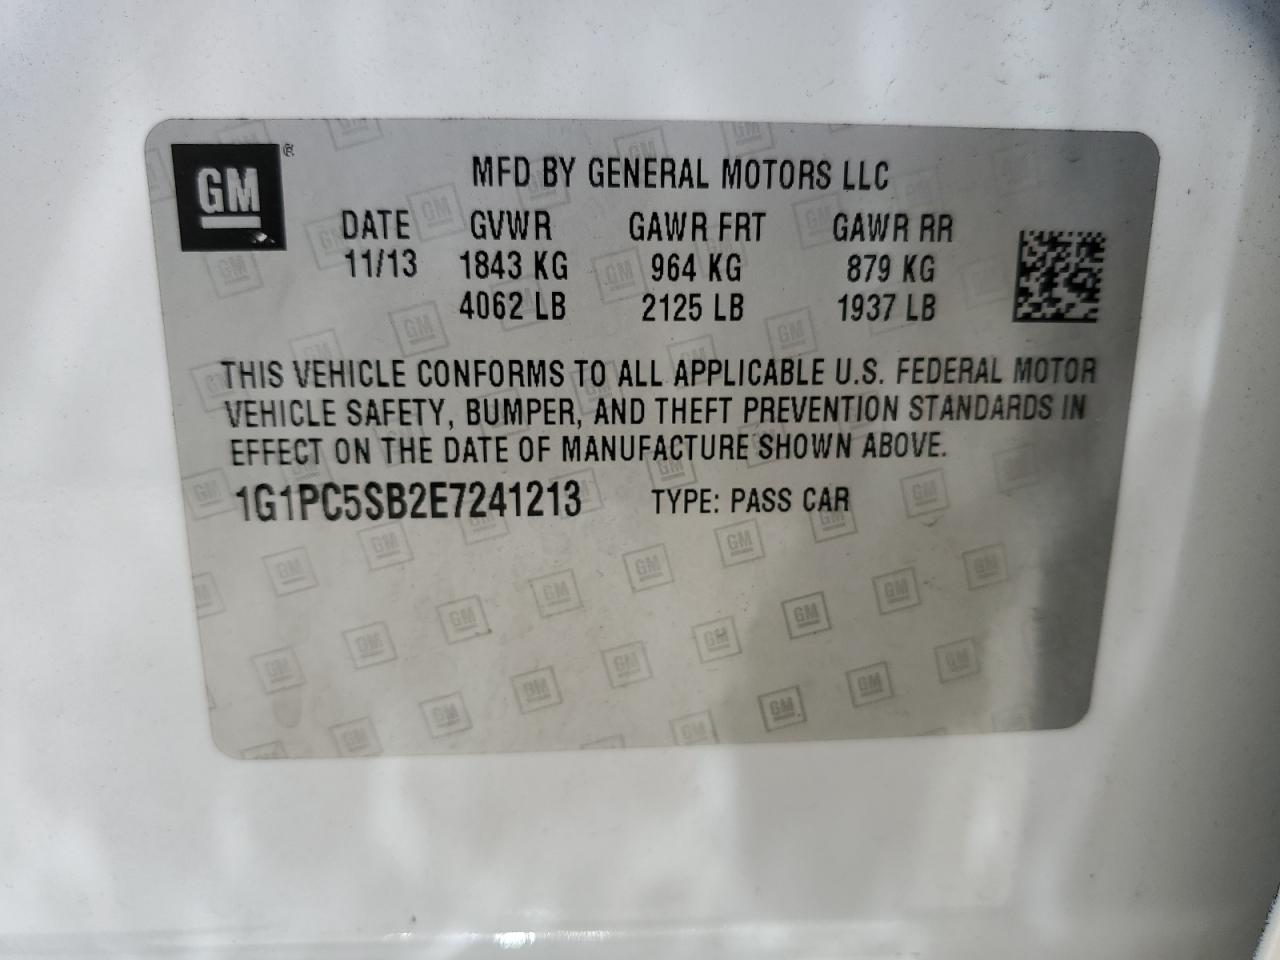 GM
MFD BY GENERAL MOTORS LLC
DATE GVWR GAWR FRT GAWR RR
11/13 1843 KG 964 KG 879 KG
4062 LB 2125 LB 1937 LB
THIS VEHICLE CONFORMS TO ALL APPLICABLE U.S. FEDERAL MOTOR
VEHICLE SAFETY, BUMPER, AND THEFT PREVENTION STANDARDS IN
EFFECT ON THE DATE OF MANUFACTURE SHOWN ABOVE.
1G1PC5SB2E7241213 TYPE: PASS CAR